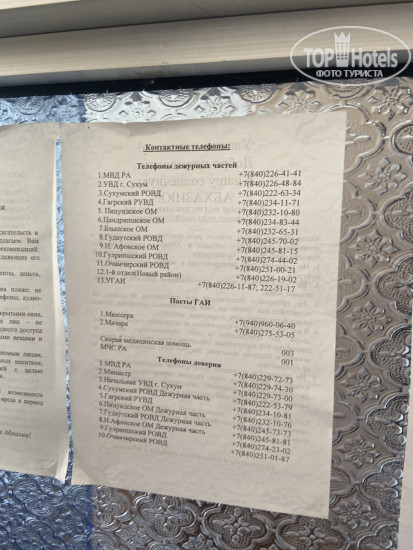 TOPHotels
ФОТО ТУРИСТА
Контактные телефоны:
Телефоны дежурных частей
1.МВД РА +7(840)226-41-41
2.УВД г. Сухум +7(840)226-48-84
3.Сухумский РОВД +7(840)222-63-34
4.Гагрский РУВД +7(840)234-11-71
5. Пицундское ОМ +7(840)232-10-80
6.Цандрипшское ОМ +7(840)234-83-44
7.Бзыпское ОМ +7(840)232-65-31
8.Гудаутский РОВД +7(840)245-70-02
9.Н. Афонское ОМ +7(840)245-81-15
10.Гулрипшский РОВД +7(840)274-44-02
11.Очамчирский РОВД +7(840)251-00-21
12.1-й отдел(Новый район) +7(840)226-19-02
13.УГАИ +7(840)226-11-87; 222-51-17
Посты ГАИ
1.Мюссера +7(940)960-06-40
2.Мачара +7(840)275-53-05
Скорая медицинская помощь 003
МЧС РА 001
Телефоны доверия
1.МВД РА +7(840)229-72-73
2.Министр +7(840)229-74-30
3.Начальник УВД г. Сухум +7(840)229-73-00
4.Сухумский РОВД Дежурная часть +7(840)222-53-79
5.Гагрский РУВД +7(840)234-10-81
6.Пицундское ОМ Дежурная часть +7(840)232-10-76
7.Гудаутский РОВД Дежурная часть +7(840)245-73-73
8.Н.Афонское ОМ Дежурная часть +7(840)245-81-81
9.Гулрипшский РОВД +7(840)274-23-02
10.Очамчирский РОВД +7(840)251-01-87